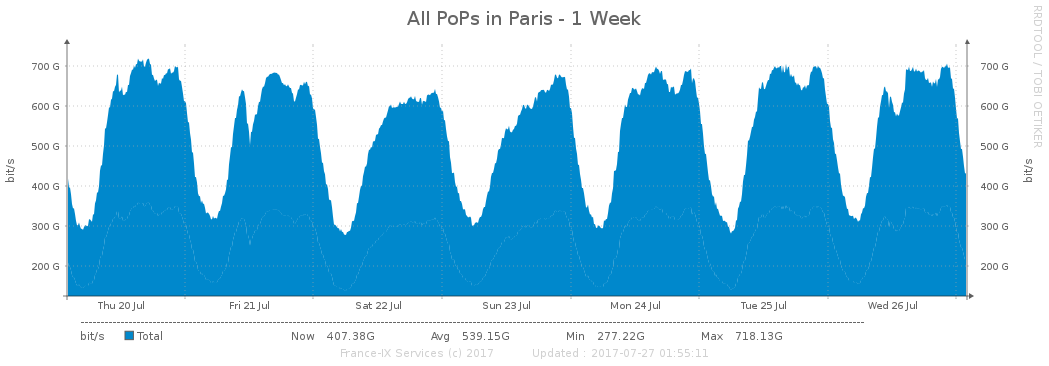 All PoPs in Paris - 1 Week
RRDTOOL / TOBI OETIKER
bit/s
bit/s
700 G 700 G
600 G 600 G
500 G 500 G
400 G 400 G
300 G 300 G
200 G 200 G
Thu 20 Jul Fri 21 Jul Sat 22 Jul Sun 23 Jul Mon 24 Jul Tue 25 Jul Wed 26 Jul
bit/s Total Now 407.38G Avg 539.15G Min 277.22G Max 718.13G
France-IX Services (c) 2017 Updated : 2017-07-27 01:55:11